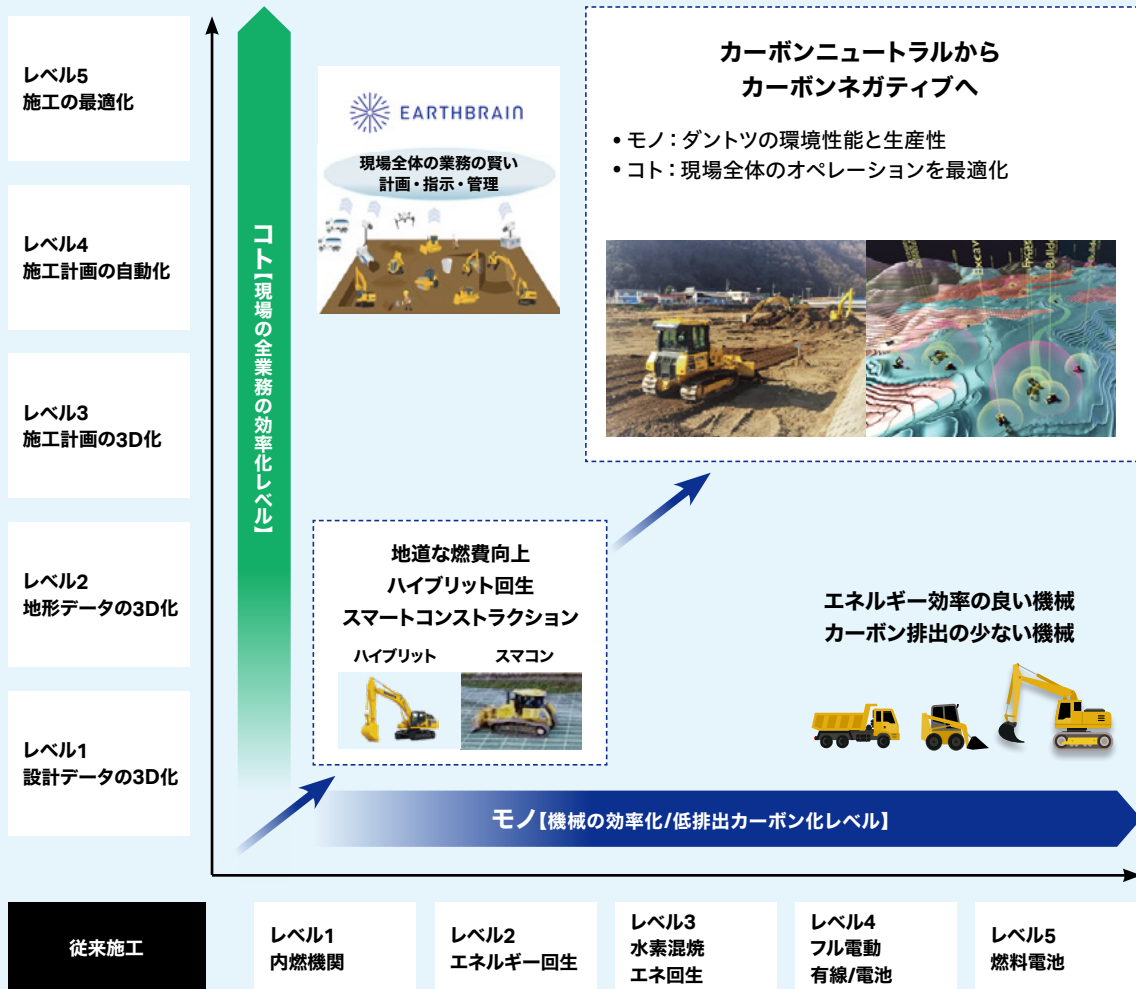 レベル5
施工の最適化
レベル4
施工計画の自動化
レベル3
施工計画の3D化
レベル2
地形データの3D化
レベル1
設計データの3D化
コト【現場の全業務の効率化レベル】
EARTHBRAIN
現場全体の業務の賢い
計画・指示・管理
カーボンニュートラルから
カーボンネガティブへ
• モノ：ダントツの環境性能と生産性
• コト：現場全体のオペレーションを最適化
地道な燃費向上
ハイブリット回生
スマートコンストラクション
ハイブリット
スマコン
エネルギー効率の良い機械
カーボン排出の少ない機械
モノ【機械の効率化/低排出カーボン化レベル】
従来施工
レベル1
内燃機関
レベル2
エネルギー回生
レベル3
水素混焼
エネ回生
レベル4
フル電動
有線/電池
レベル5
燃料電池